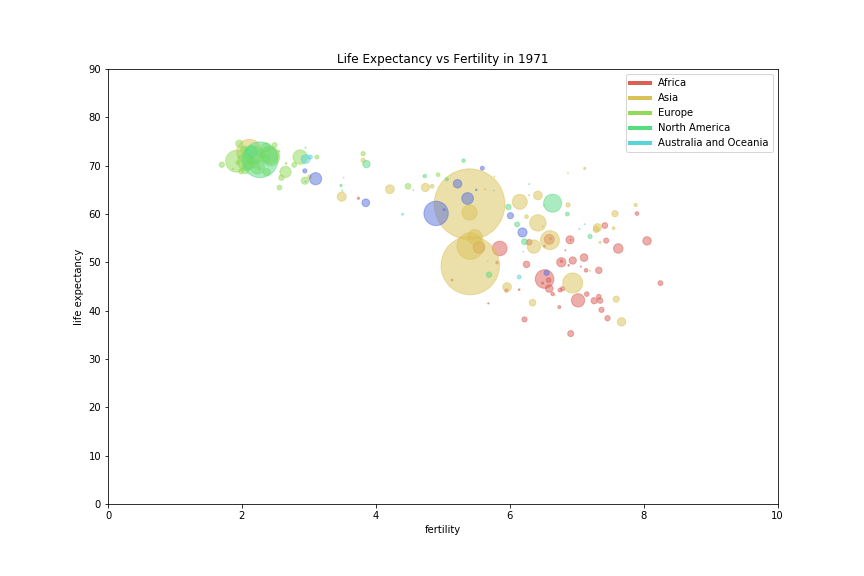 Life Expectancy vs Fertility in 1971
90
80
70
60
50
40
30
20
10
0
life expectancy
Africa
Asia
Europe
North America
Australia and Oceania
0 2 4 6 8 10
fertility